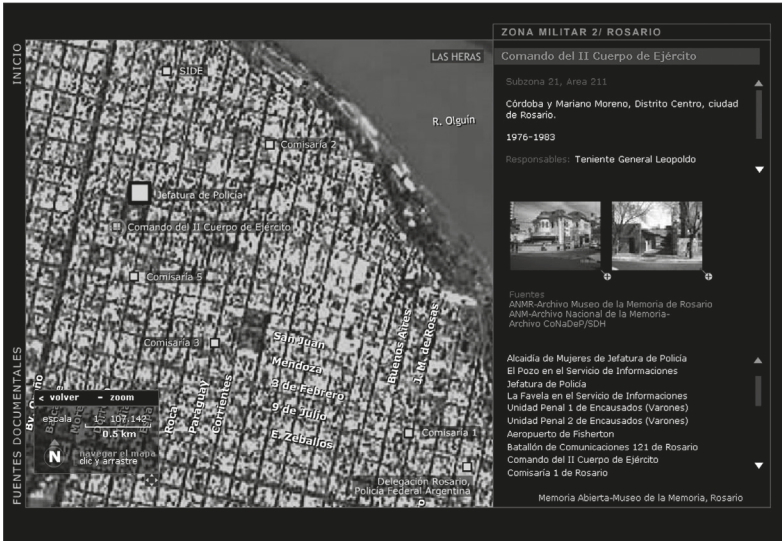 ZONA MILITAR 2/ ROSARIO
Comando del II Cuerpo de Ejército
Subzona 21, Area 211
Córdoba y Mariano Moreno, Distrito Centro, ciudad
de Rosario.
1976-1983
Responsables: Teniente General Leopoldo
Fuentes
ANMR-Archivo Museo de la Memoria de Rosario
ANM-Archivo Nacional de la Memoria-
Archivo CoNaDeP/SDH
Alcaidía de Mujeres de Jefatura de Policía
El Pozo en el Servicio de Informaciones
Jefatura de Policía
La Favela en el Servicio de Informaciones
Unidad Penal 1 de Encausados (Varones)
Unidad Penal 2 de Encausados (Varones)
Aeropuerto de Fisherton
Batallón de Comunicaciones 121 de Rosario
Comando del II Cuerpo de Ejército
Comisaría 1 de Rosario
Memoria Abierta-Museo de la Memoria, Rosario
INICIO
FUENTES DOCUMENTALES
LAS HERAS
SIDE
R. Olguín
Comisaría 2
Jefatura de Policía
Comando del II Cuerpo de Ejército
Comisaría 5
Comisaría 3
San Juan
Mendoza
3 de Febrero
9 de Julio
E. Zeballos
Buenos Aires
J. M. de Rosas
Roca
Paraguay
Corrientes
Comisaría 1
Delegación Rosario,
Policía Federal Argentina
< volver - zoom
escala 1: 107.142
0.5 km
N
navegar el mapa
clic y arrastre